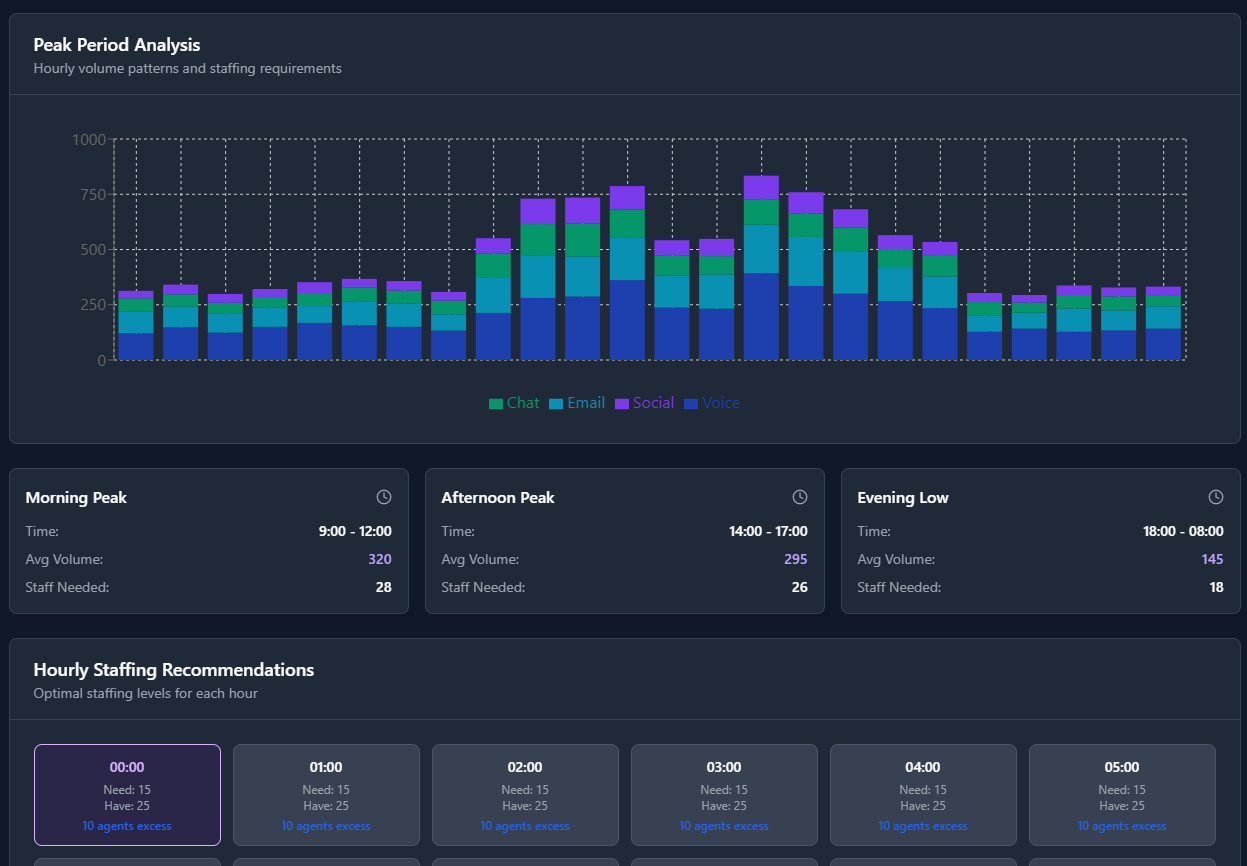 Peak Period Analysis
Hourly volume patterns and staffing requirements
1000
750
500
250
0
Chat Email Social Voice
Morning Peak
Time: 9:00 - 12:00
Avg Volume: 320
Staff Needed: 28
Afternoon Peak
Time: 14:00 - 17:00
Avg Volume: 295
Staff Needed: 26
Evening Low
Time: 18:00 - 08:00
Avg Volume: 145
Staff Needed: 18
Hourly Staffing Recommendations
Optimal staffing levels for each hour
00:00
Need: 15
Have: 25
10 agents excess
01:00
Need: 15
Have: 25
10 agents excess
02:00
Need: 15
Have: 25
10 agents excess
03:00
Need: 15
Have: 25
10 agents excess
04:00
Need: 15
Have: 25
10 agents excess
05:00
Need: 15
Have: 25
10 agents excess